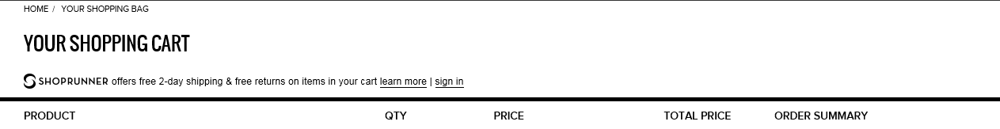 HOME / YOUR SHOPPING BAG
YOUR SHOPPING CART
SHOPRUNNER offers free 2-day shipping & free returns on items in your cart learn more | sign in
PRODUCT QTY PRICE TOTAL PRICE ORDER SUMMARY